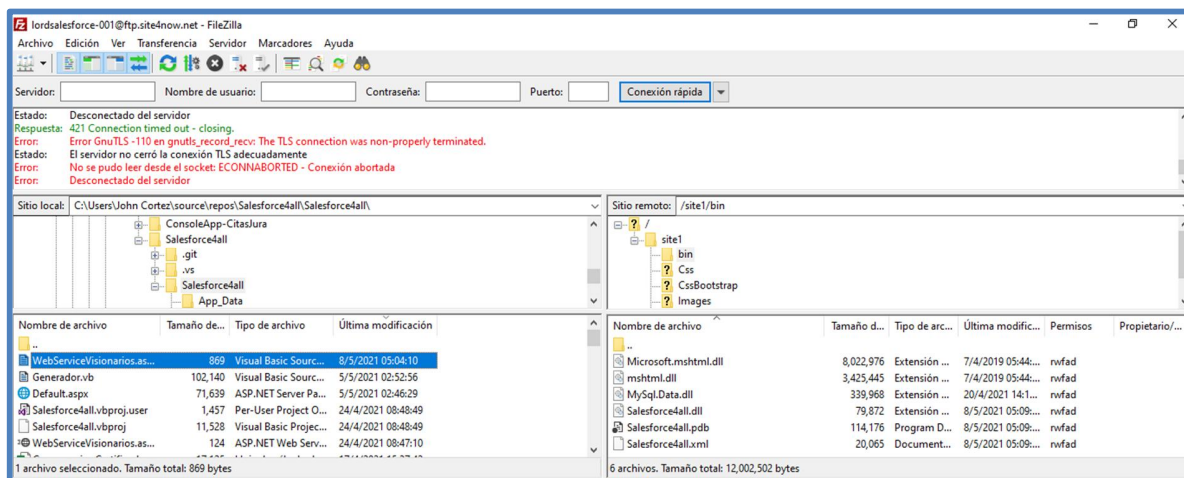 lordsalesforce-001@ftp.site4now.net - FileZilla
Archivo Edición Ver Transferencia Servidor Marcadores Ayuda
Servidor: Nombre de usuario: Contraseña: Puerto: Conexión rápida
Estado: Desconectado del servidor
Respuesta: 421 Connection timed out - closing.
Error: Error GnuTLS -110 en gnutls_record_recv: The TLS connection was non-properly terminated.
Estado: El servidor no cerró la conexión TLS adecuadamente
Error: No se pudo leer desde el socket: ECONNABORTED - Conexión abortada
Error: Desconectado del servidor
Sitio local: C:\Users\John Cortez\source\repos\Salesforce4all\Salesforce4all\
ConsoleApp-CitasJura
Salesforce4all
.git
.vs
Salesforce4all
App_Data
Nombre de archivo Tamaño de... Tipo de archivo Última modificación
..
WebServiceVisionarios.as... 869 Visual Basic Sourc... 8/5/2021 05:04:10
Generador.vb 102,140 Visual Basic Sourc... 5/5/2021 02:52:56
Default.aspx 71,639 ASP.NET Server Pa... 5/5/2021 02:46:29
Salesforce4all.vbproj.user 1,457 Per-User Project O... 24/4/2021 08:48:49
Salesforce4all.vbproj 11,528 Visual Basic Projec... 24/4/2021 08:48:49
WebServiceVisionarios.as... 124 ASP.NET Web Serv... 24/4/2021 08:47:10
1 archivo seleccionado. Tamaño total: 869 bytes
Sitio remoto: /site1/bin
/
site1
bin
Css
CssBootstrap
Images
Nombre de archivo Tamaño d... Tipo de arc... Última modific... Permisos Propietario/...
..
Microsoft.mshtml.dll 8,022,976 Extensión ... 7/4/2019 05:44:... rwfad
mshtml.dll 3,425,445 Extensión ... 7/4/2019 05:44:... rwfad
MySql.Data.dll 339,968 Extensión ... 20/4/2021 14:1... rwfad
Salesforce4all.dll 79,872 Extensión ... 8/5/2021 05:09:... rwfad
Salesforce4all.pdb 114,176 Program D... 8/5/2021 05:09:... rwfad
Salesforce4all.xml 20,065 Document... 8/5/2021 05:09:... rwfad
6 archivos. Tamaño total: 12,002,502 bytes